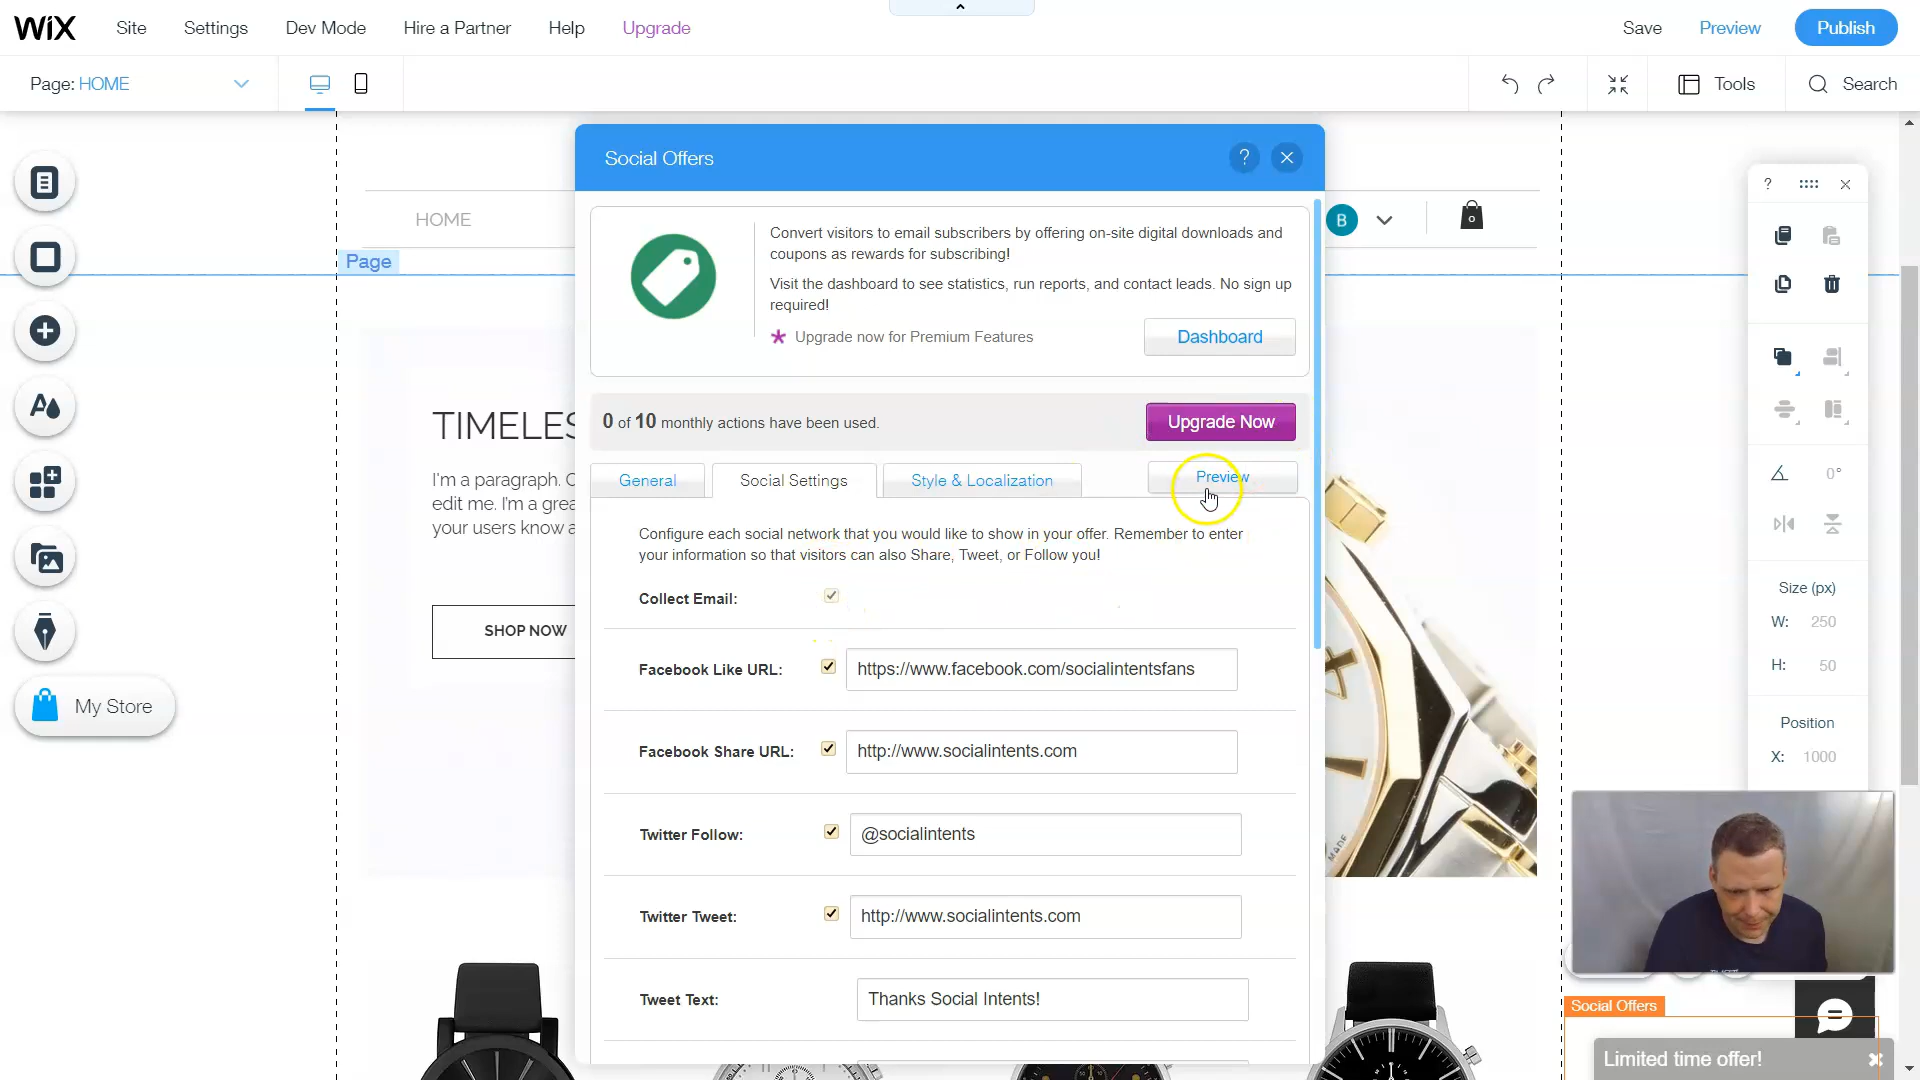 WiX Site Settings Dev Mode Hire a Partner Help Upgrade Save Preview Publish
Page: HOME Tools Search
Social Offers ? ×
HOME B 0
Page
Convert visitors to email subscribers by offering on-site digital downloads and
coupons as rewards for subscribing!
Visit the dashboard to see statistics, run reports, and contact leads. No sign up
required!
Upgrade now for Premium Features Dashboard
0 of 10 monthly actions have been used. Upgrade Now
General Social Settings Style & Localization Preview
Configure each social network that you would like to show in your offer. Remember to enter
your information so that visitors can also Share, Tweet, or Follow you!
Collect Email:
Facebook Like URL: https://www.facebook.com/socialintentsfans
Facebook Share URL: http://www.socialintents.com
Twitter Follow: @socialintents
Twitter Tweet: http://www.socialintents.com
Tweet Text: Thanks Social Intents!
TIMELES
I'm a paragraph. C
edit me. I'm a grea
your users know a
SHOP NOW
My Store
?
0°
Size (px)
W: 250
H: 50
Position
X: 1000
MADE
Social Offers
Limited time offer!